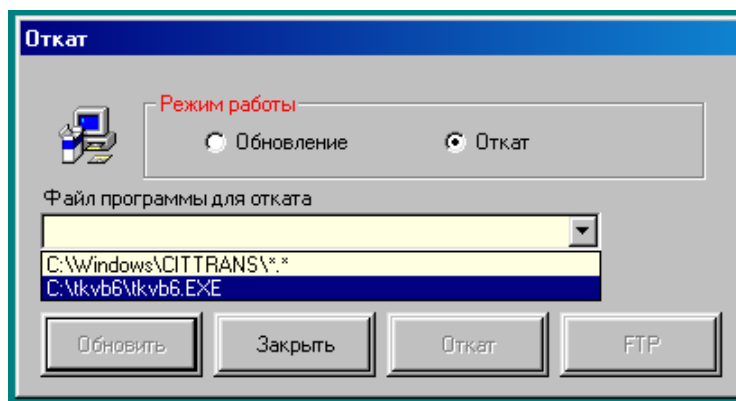 Откат
Режим работы
Обновление Откат
Файл программы для отката
C:\Windows\CITTRANS\*.*
C:\tkvb6\tkvb6.EXE
Обновить Закрыть Откат FTP